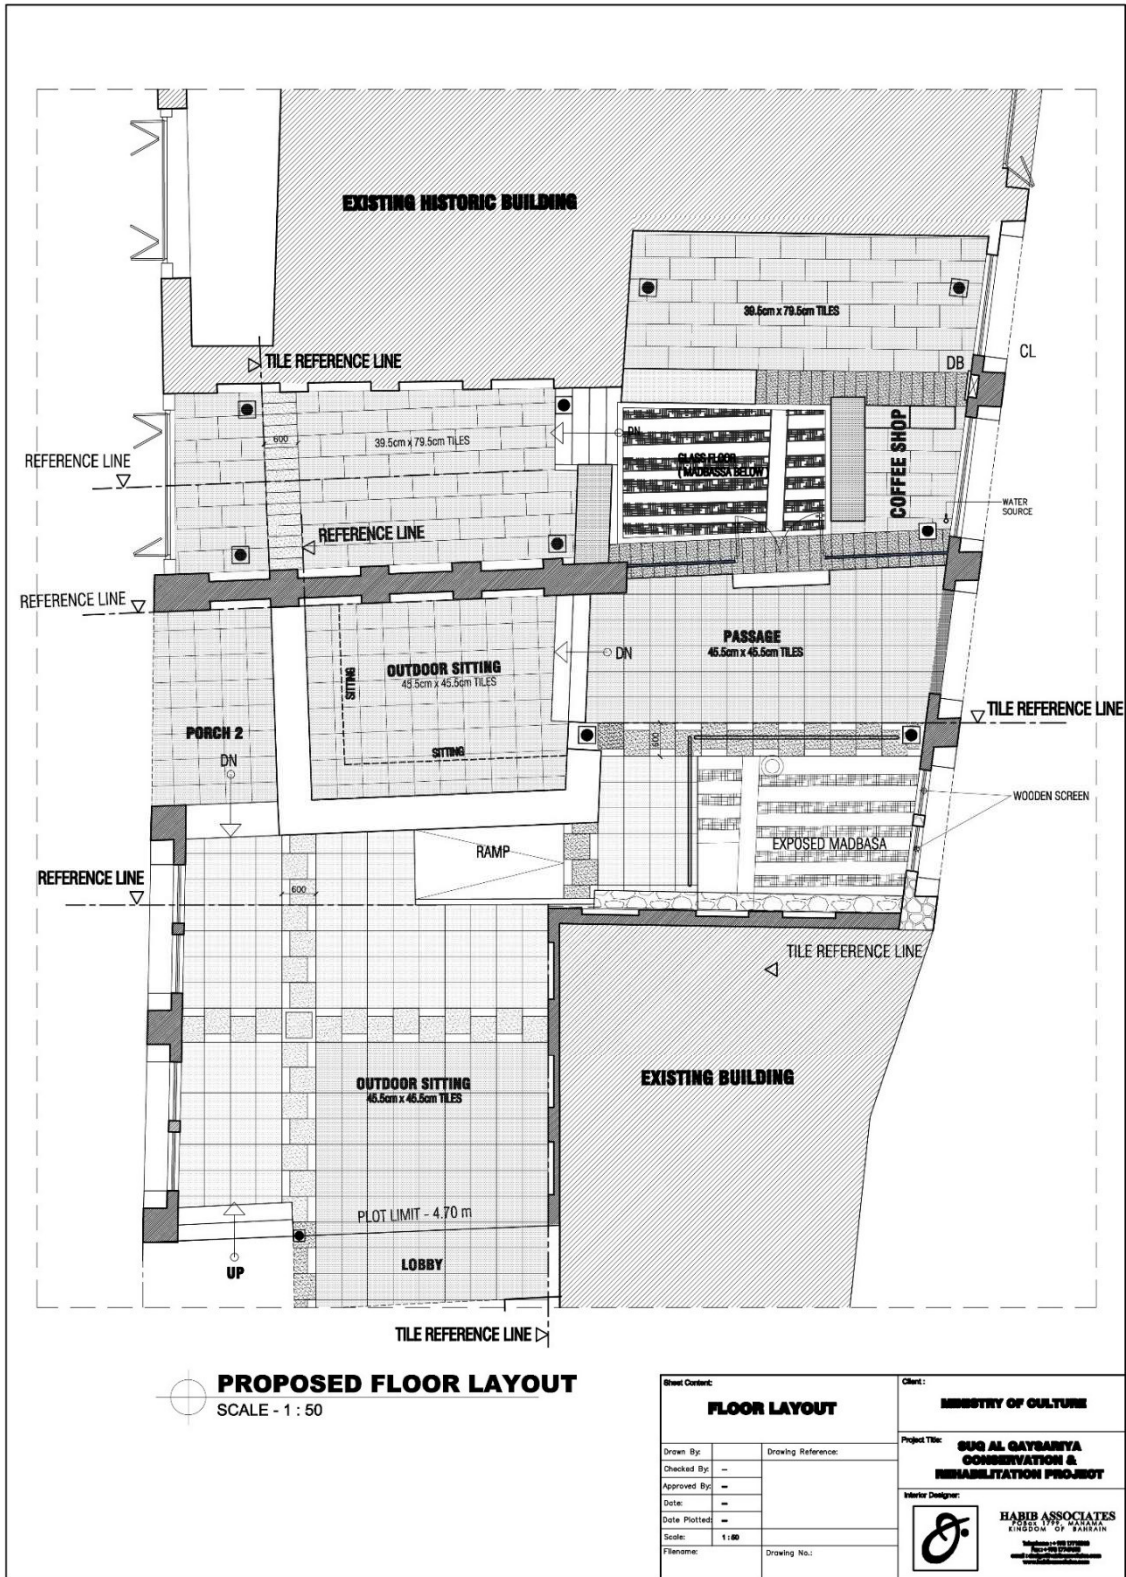 EXISTING HISTORIC BUILDING
39.5cm x 79.5cm TILES
CL
DB
TILE REFERENCE LINE
COFFEE SHOP
600
39.5cm x 79.5cm TILES
DN
REFERENCE LINE
GLASS FLOOR
( MADBASSA BELOW
WATER
SOURCE
REFERENCE LINE
REFERENCE LINE
PASSAGE
45.5cm x 45.5cm TILES
DN
OUTDOOR SITTING
45.5cm x 45.5cm TILES
SITTING
SITTING
TILE REFERENCE LINE
PORCH 2
DN
600
WOODEN SCREEN
RAMP
EXPOSED MADBASA
REFERENCE LINE
600
TILE REFERENCE LINE
OUTDOOR SITTING
45.5cm x 45.5cm TILES
EXISTING BUILDING
PLOT LIMIT - 4.70 m
LOBBY
UP
TILE REFERENCE LINE
PROPOSED FLOOR LAYOUT
SCALE - 1 : 50
Sheet Content:
FLOOR LAYOUT
Client :
MINISTRY OF CULTURE
Project Title:
SUQ AL QAYSARIYA
CONSERVATION &
REHABILITATION PROJECT
Drawn By:
Drawing Reference:
Checked By: -
Approved By: -
Date: -
Date Plotted: -
Scale: 1 : 50
Filename:
Drawing No.:
Interior Designer:
HABIB ASSOCIATES
POBox 1799, MANAMA
KINGDOM OF BAHRAIN